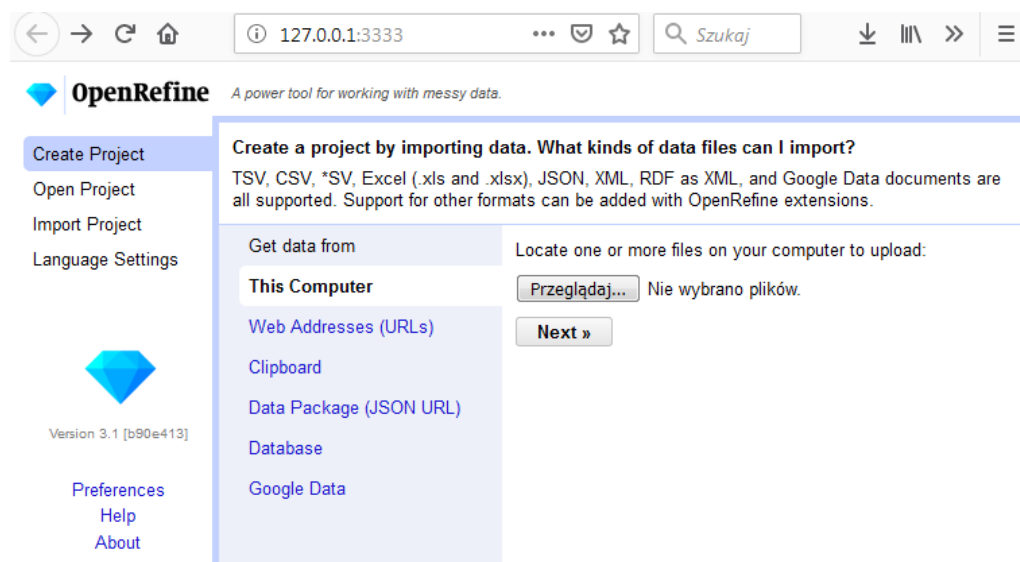 127.0.0.1:3333
Szukaj
OpenRefine
A power tool for working with messy data.
Create Project
Open Project
Import Project
Language Settings
Version 3.1 [b90e413]
Preferences
Help
About
Create a project by importing data. What kinds of data files can I import?
TSV, CSV, *SV, Excel (.xls and .xlsx), JSON, XML, RDF as XML, and Google Data documents are
all supported. Support for other formats can be added with OpenRefine extensions.
Get data from
This Computer
Web Addresses (URLs)
Clipboard
Data Package (JSON URL)
Database
Google Data
Locate one or more files on your computer to upload:
Przeglądaj... Nie wybrano plików.
Next »